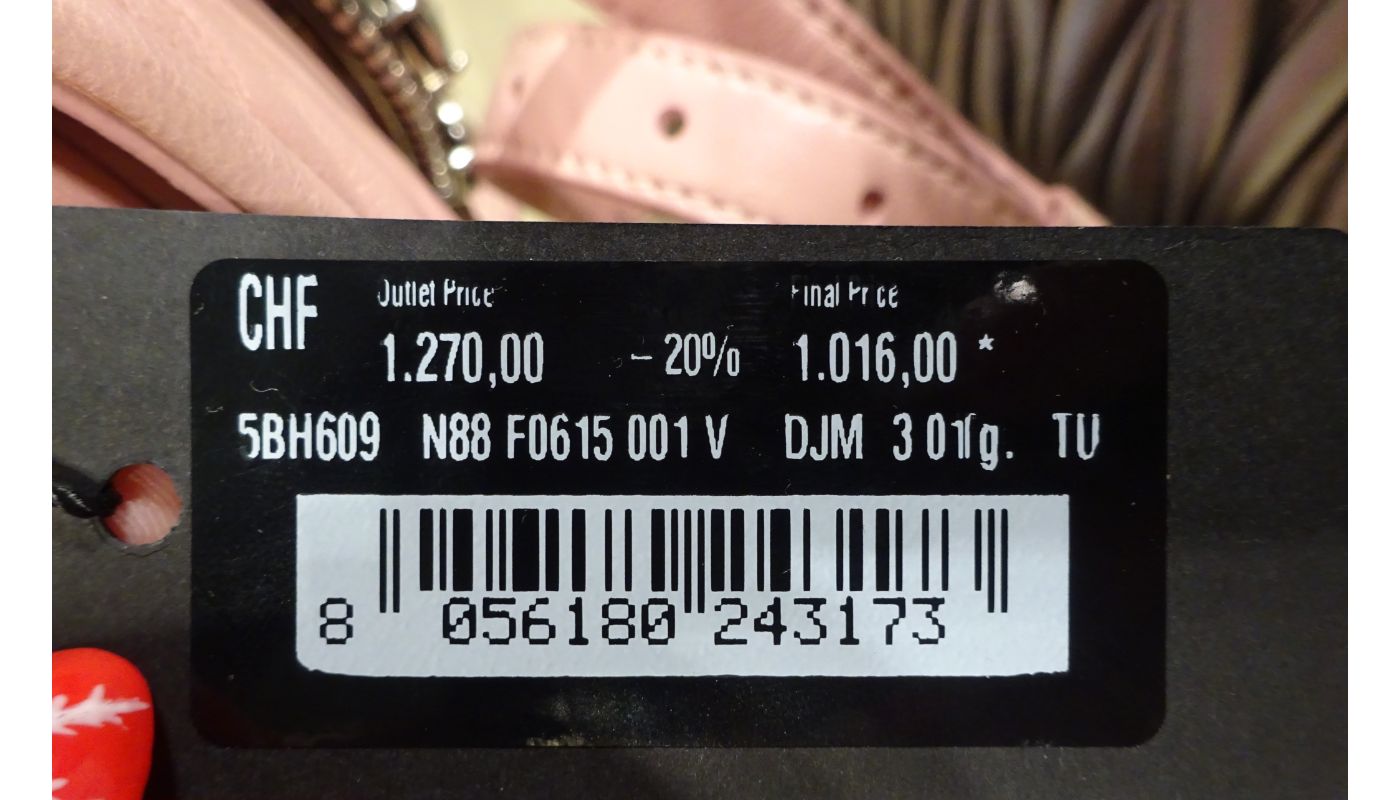 CHF Outlet Price Final Price
1.270,00 – 20% 1.016,00 *
5BH609 N88 F0615 001 V DJM TU
8 056180 243173